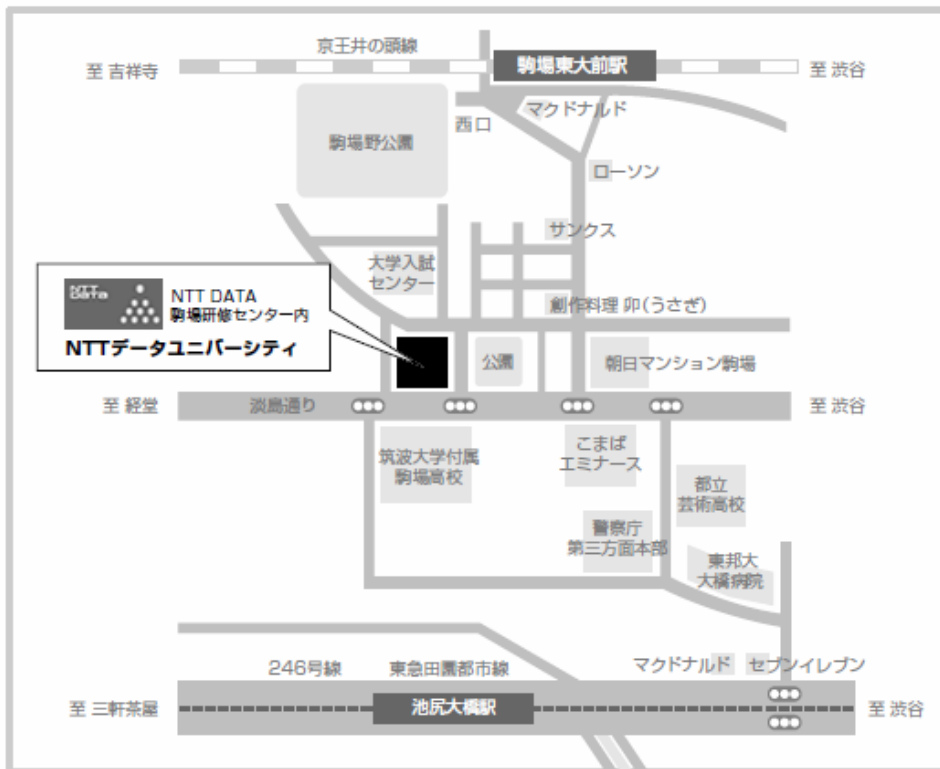 京王井の頭線
至 吉祥寺
駒場東大前駅
至 渋谷
マクドナルド
西口
駒場野公園
ローソン
サンクス
大学入試
センター
NTT
DATA
NTT DATA
駒場研修センター内
NTTデータユニバーシティ
創作料理 卯(うさぎ)
公園
朝日マンション駒場
至 経堂
淡島通り
至 渋谷
筑波大学付属
駒場高校
こまば
エミナース
都立
芸術高校
警察庁
第三方面本部
東邦大
大橋病院
246号線
東急田園都市線
マクドナルド
セブンイレブン
至 三軒茶屋
池尻大橋駅
至 渋谷